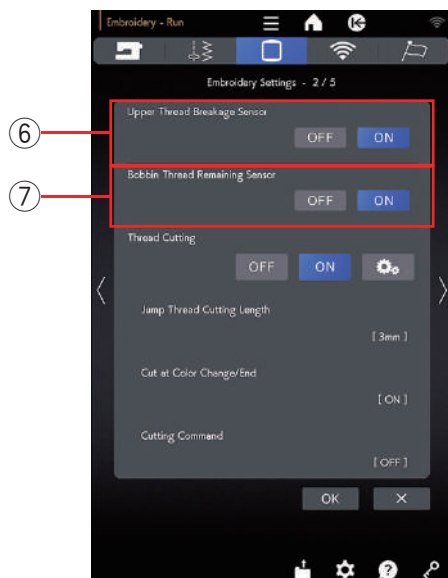 Embroidery - Run
Embroidery Settings - 2 / 5
⑥
Upper Thread Breakage Sensor
OFF ON
⑦
Bobbin Thread Remaining Sensor
OFF ON
Thread Cutting
OFF ON
Jump Thread Cutting Length
[ 3mm ]
Cut at Color Change/End
[ ON ]
Cutting Command
[ OFF ]
OK ×